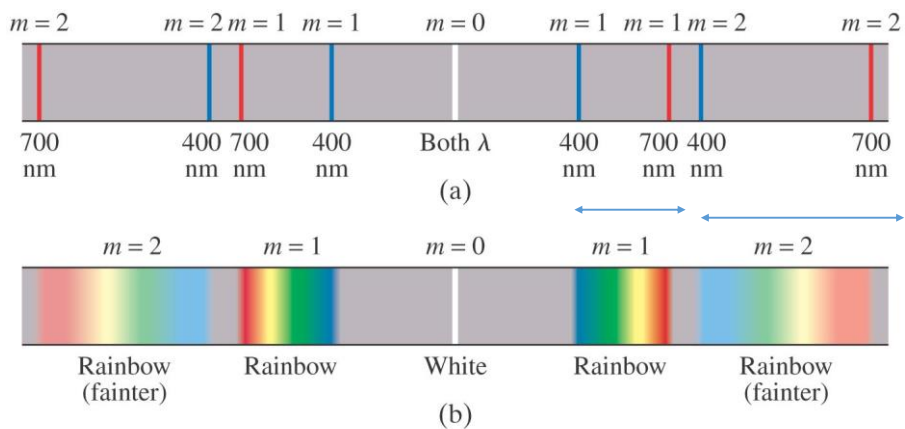 m = 2 m = 2 m = 1 m = 1 m = 0 m = 1 m = 1 m = 2 m = 2
700 400 700 400 Both λ 400 700 400 700
nm nm nm nm nm nm nm nm
(a)
m = 2 m = 1 m = 0 m = 1 m = 2
Rainbow Rainbow White Rainbow Rainbow
(fainter) (fainter)
(b)